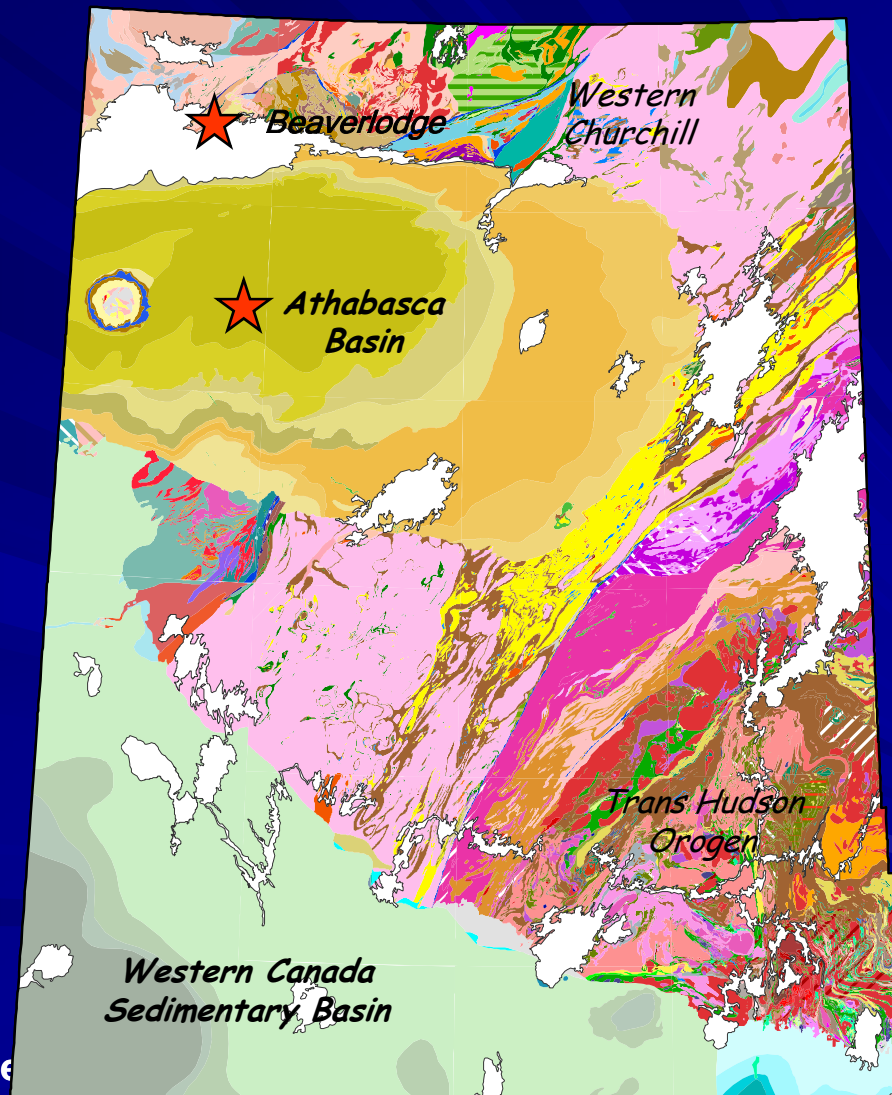 Western
Churchill
Beaverlodge
Athabasca
Basin
Trans Hudson
Orogen
Western Canada
Sedimentary Basin
e